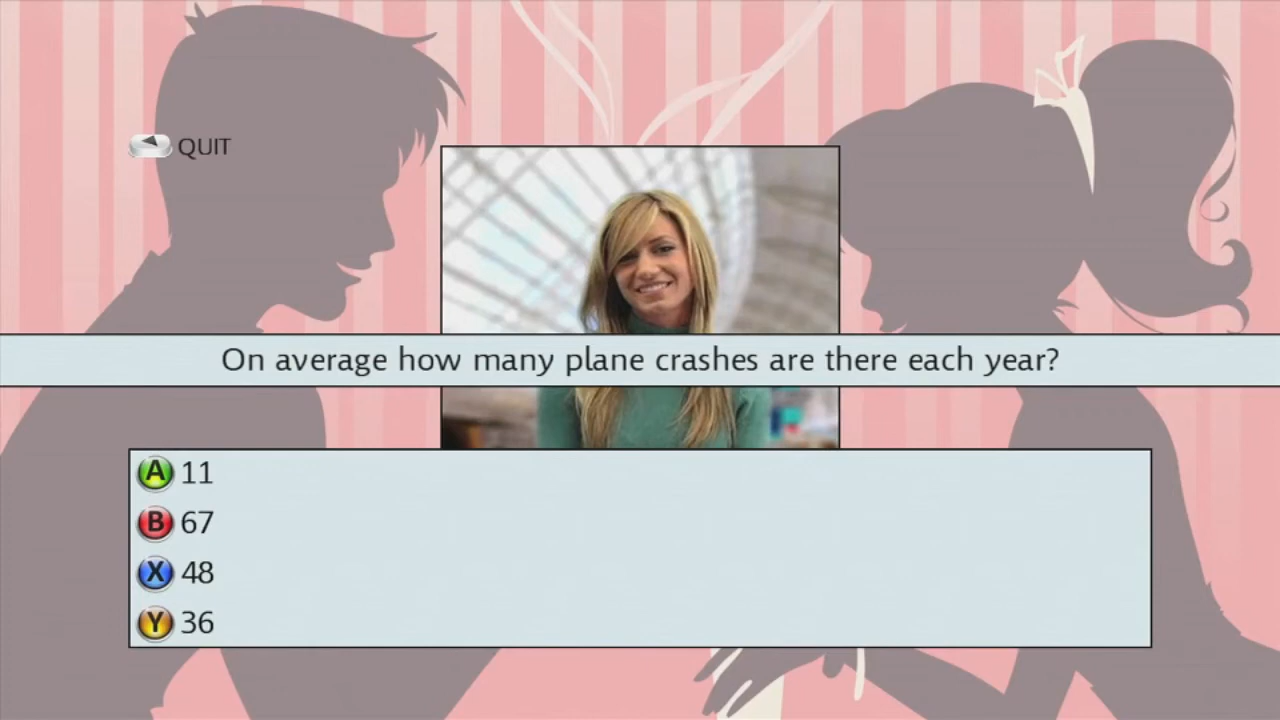 QUIT
On average how many plane crashes are there each year?
A 11
B 67
X 48
Y 36